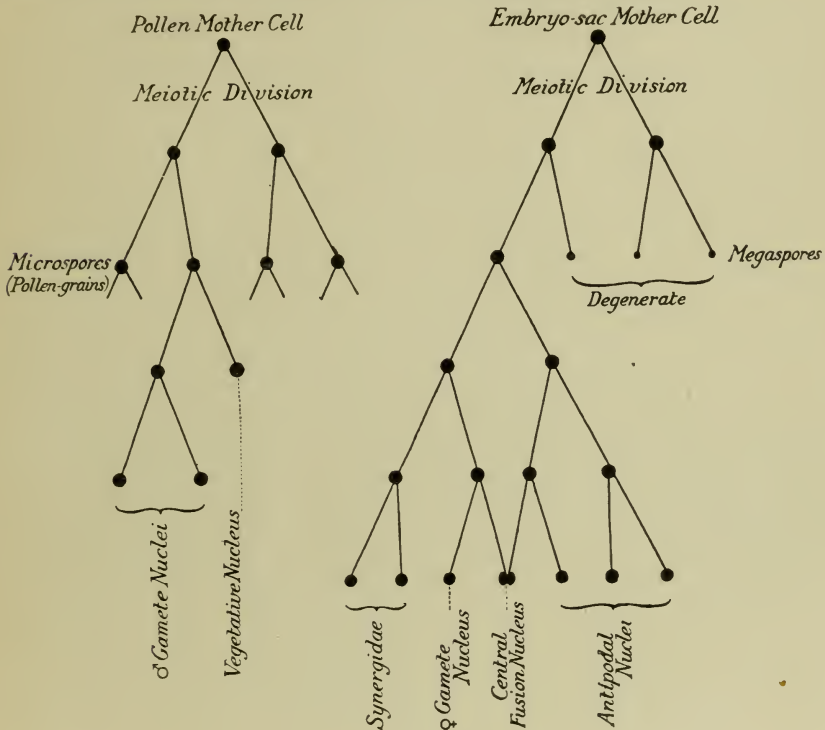 Pollen Mother Cell
Embryo-sac Mother Cell
Meiotic Division
Meiotic Division
Microspores
(Pollen-grains)
Megaspores
Degenerate
♂ Gamete Nuclei
Vegetative Nucleus
Synergidae
♀ Gamete
Nucleus
Central
Fusion Nucleus
Antipodal
Nuclei